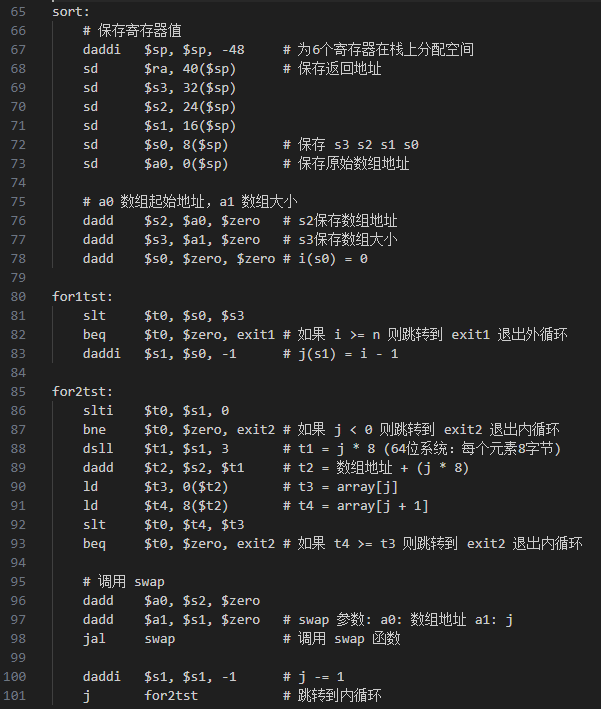 65 sort:
66     # 保存寄存器值
67     daddi   $sp, $sp, -48     # 为6个寄存器在栈上分配空间
68     sd      $ra, 40($sp)      # 保存返回地址
69     sd      $s3, 32($sp)
70     sd      $s2, 24($sp)
71     sd      $s1, 16($sp)
72     sd      $s0, 8($sp)       # 保存 s3 s2 s1 s0
73     sd      $a0, 0($sp)       # 保存原始数组地址
74
75     # a0 数组起始地址，a1 数组大小
76     dadd    $s2, $a0, $zero   # s2保存数组地址
77     dadd    $s3, $a1, $zero   # s3保存数组大小
78     dadd    $s0, $zero, $zero # i(s0) = 0
79
80 for1tst:
81     slt     $t0, $s0, $s3
82     beq     $t0, $zero, exit1 # 如果 i >= n 则跳转到 exit1 退出外循环
83     daddi   $s1, $s0, -1      # j(s1) = i - 1
84
85 for2tst:
86     slti    $t0, $s1, 0
87     bne     $t0, $zero, exit2 # 如果 j < 0 则跳转到 exit2 退出内循环
88     dsll    $t1, $s1, 3       # t1 = j * 8 (64位系统：每个元素8字节)
89     dadd    $t2, $s2, $t1     # t2 = 数组地址 + (j * 8)
90     ld      $t3, 0($t2)       # t3 = array[j]
91     ld      $t4, 8($t2)       # t4 = array[j + 1]
92     slt     $t0, $t4, $t3
93     beq     $t0, $zero, exit2 # 如果 t4 >= t3 则跳转到 exit2 退出内循环
94
95     # 调用 swap
96     dadd    $a0, $s2, $zero
97     dadd    $a1, $s1, $zero   # swap 参数: a0: 数组地址 a1: j
98     jal     swap              # 调用 swap 函数
99
100     daddi   $s1, $s1, -1      # j -= 1
101     j       for2tst           # 跳转到内循环